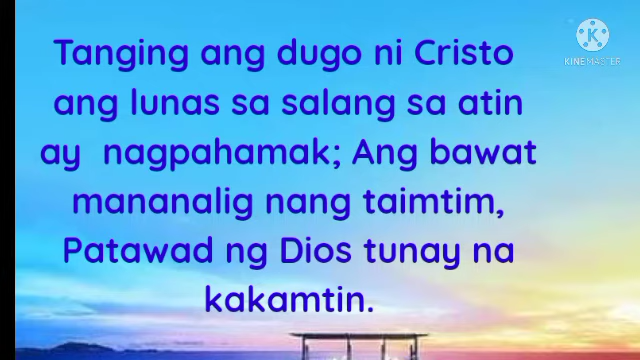 Tanging ang dugo ni Cristo
ang lunas sa salang sa atin
ay nagpahamak; Ang bawat
mananalig nang taimtim,
Patawad ng Dios tunay na
kakamtin.
K
KINEMASTER